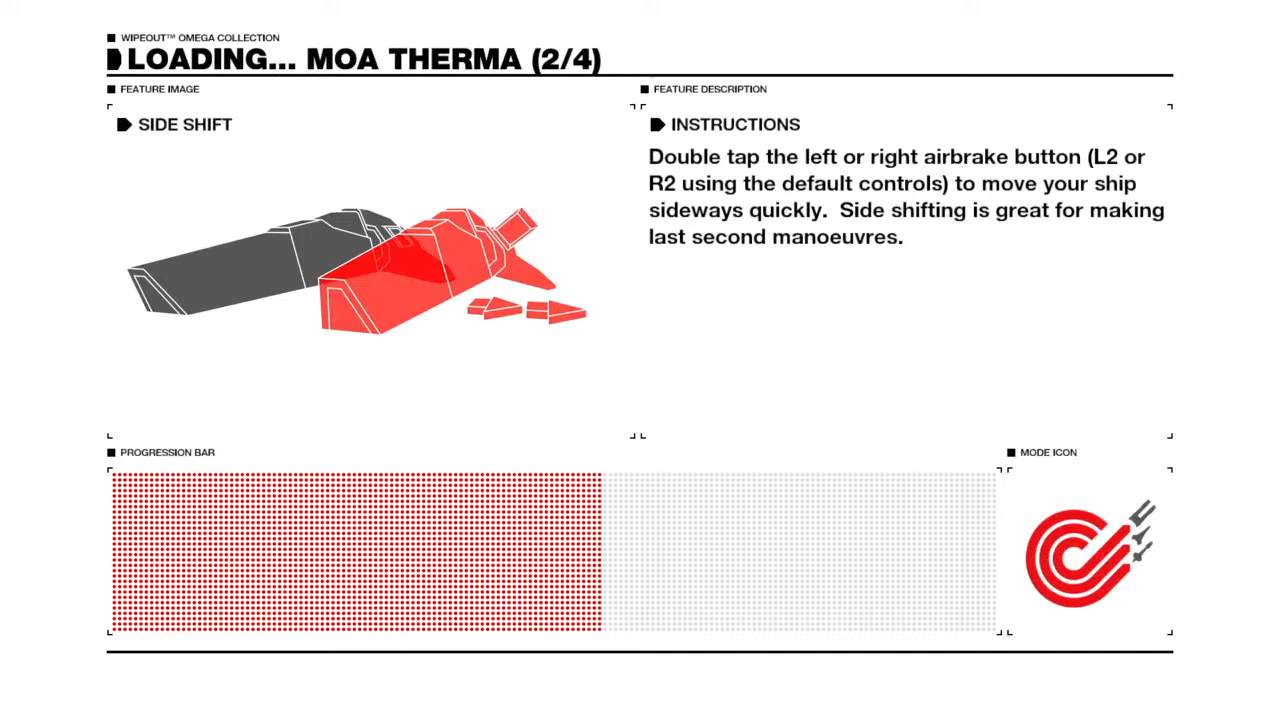 WIPEOUT™ OMEGA COLLECTION
LOADING... MOA THERMA (2/4)
FEATURE IMAGE
SIDE SHIFT
FEATURE DESCRIPTION
INSTRUCTIONS
Double tap the left or right airbrake button (L2 or
R2 using the default controls) to move your ship
sideways quickly.  Side shifting is great for making
last second manoeuvres.
PROGRESSION BAR
MODE ICON